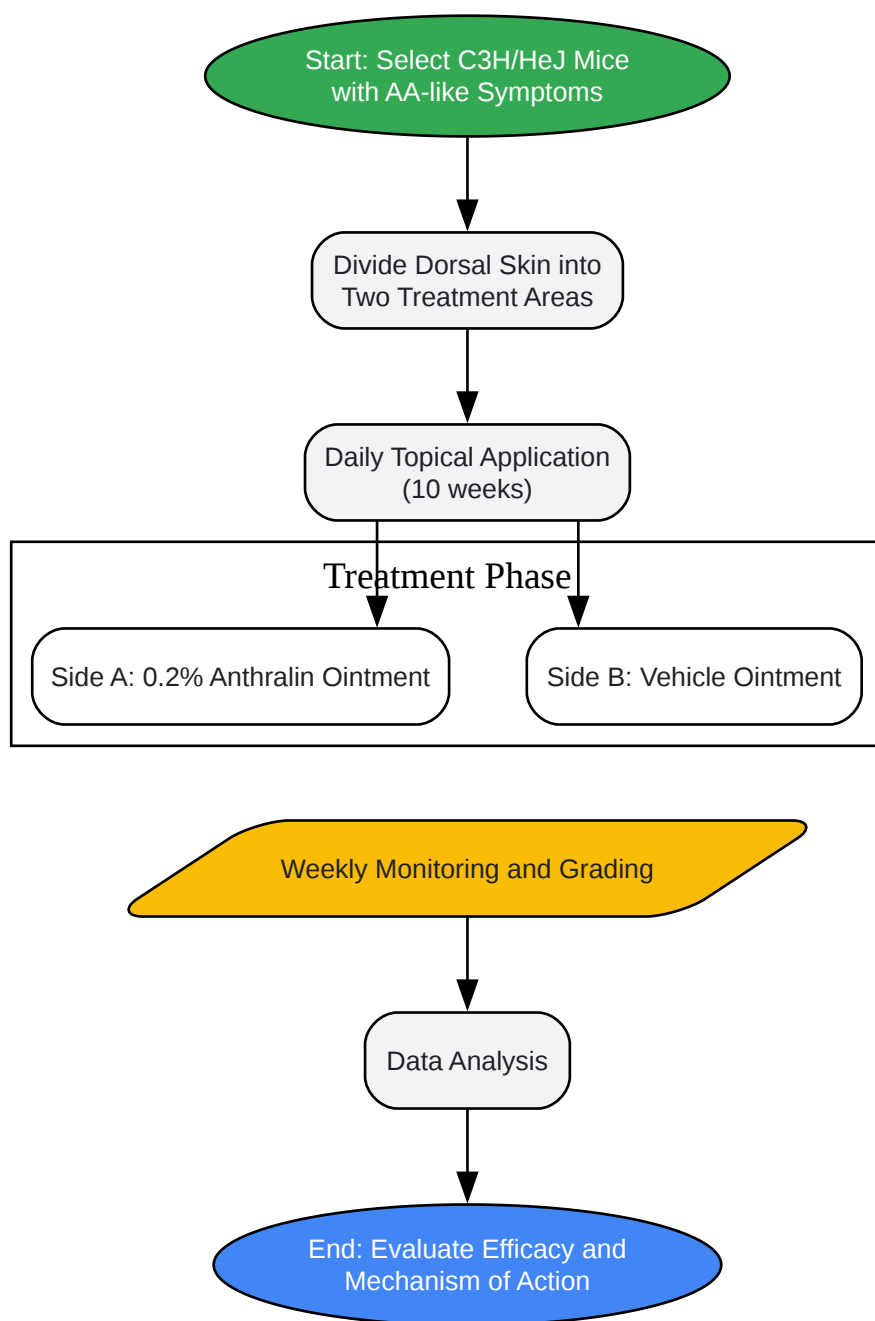 Start: Select C3H/HeJ Mice
with AA-like Symptoms
Divide Dorsal Skin into
Two Treatment Areas
Daily Topical Application
(10 weeks)
Treatment Phase
Side A: 0.2% Anthralin Ointment
Side B: Vehicle Ointment
Weekly Monitoring and Grading
Data Analysis
End: Evaluate Efficacy and
Mechanism of Action